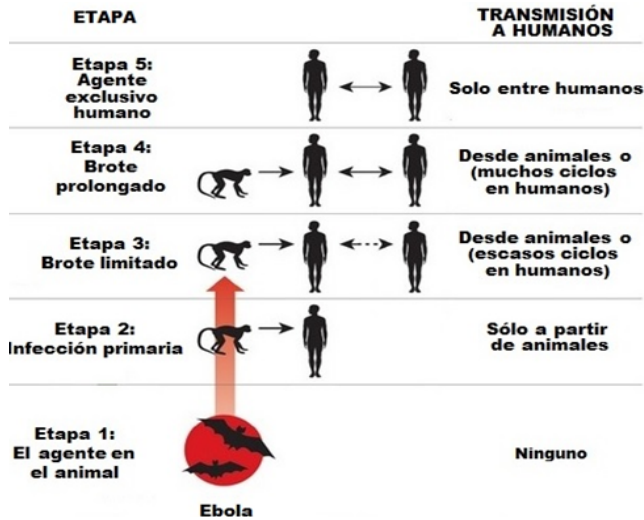 ETAPA
TRANSMISIÓN
A HUMANOS
Etapa 5:
Agente
exclusivo
humano
Solo entre humanos
Etapa 4:
Brote
prolongado
Desde animales o
(muchos ciclos
en humanos)
Etapa 3:
Brote limitado
Desde animales o
(escasos ciclos
en humanos)
Etapa 2:
Infección primaria
Sólo a partir
de animales
Etapa 1:
El agente en
el animal
Ninguno
Ebola